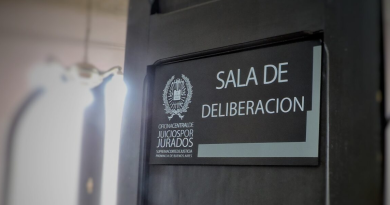 SALA DE
DELIBERACION
OFICINA CENTRAL DE
JUICIOS POR
JURADOS